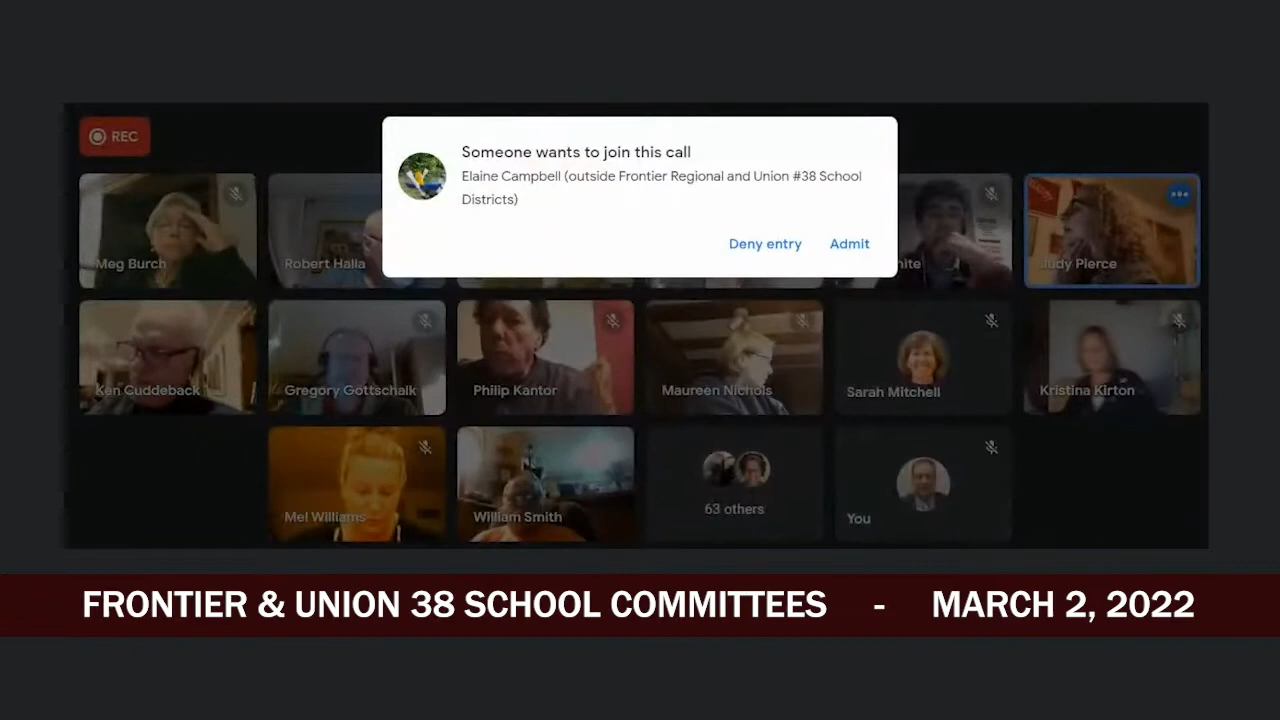 REC
Someone wants to join this call
Elaine Campbell (outside Frontier Regional and Union #38 School
Districts)
Deny entry Admit
Meg Burch
Robert Halla
Judy Pierce
Ken Cuddeback
Gregory Gottschalk
Philip Kantor
Maureen Nichols
Sarah Mitchell
Kristina Kirton
Mel Williams
William Smith
63 others
You
FRONTIER & UNION 38 SCHOOL COMMITTEES - MARCH 2, 2022